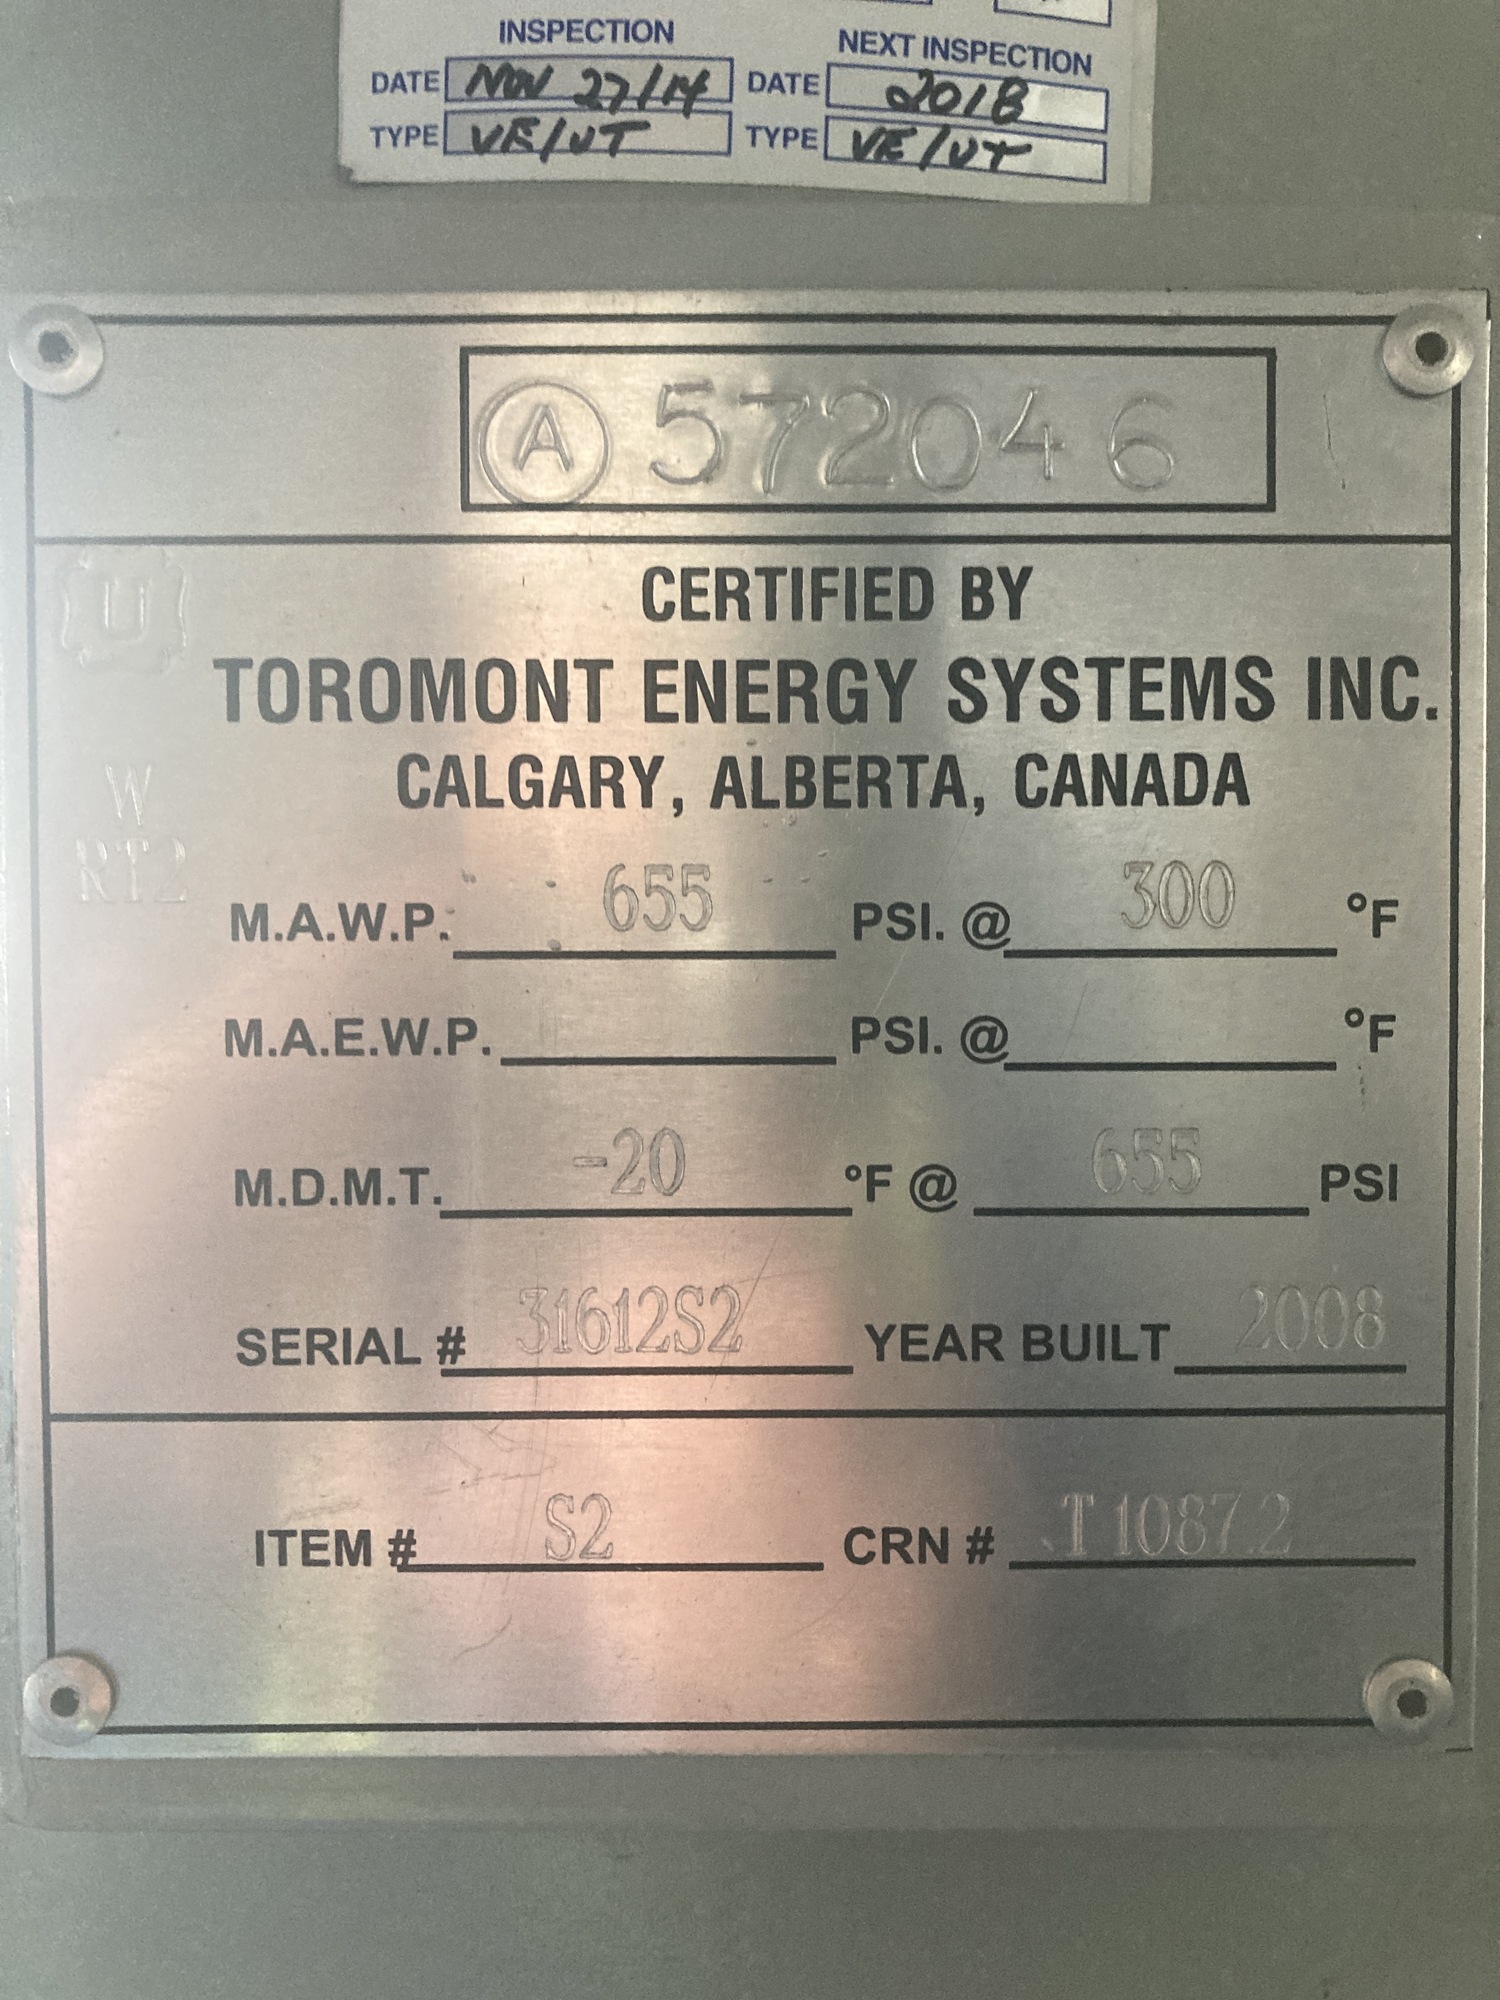 INSPECTION NEXT INSPECTION
DATE NOV 27/14 DATE 2018
TYPE VE/UT TYPE VE/UT
A 572046
U
CERTIFIED BY
TOROMONT ENERGY SYSTEMS INC.
CALGARY, ALBERTA, CANADA
W
RT2
M.A.W.P. 655 PSI. @ 300 °F
M.A.E.W.P. PSI. @ °F
M.D.M.T. -20 °F @ 655 PSI
SERIAL # 31612S2 YEAR BUILT 2008
ITEM # S2 CRN # T1087.2